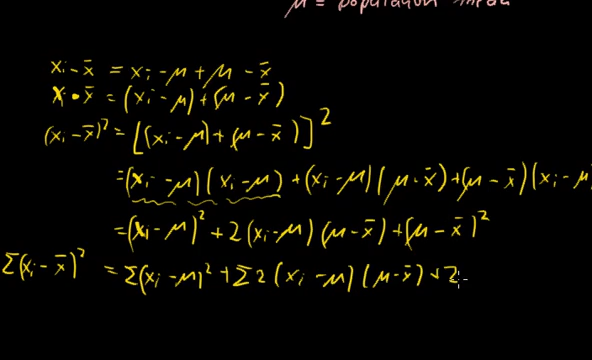 μ = population mean
xi - x̄ = xi - μ + μ - x̄
xi - x̄ = (xi - μ) + (μ - x̄)
(xi - x̄)² = [(xi - μ) + (μ - x̄)]²
= (xi - μ)(xi - μ) + (xi - μ)(μ - x̄) + (μ - x̄)(xi - μ
= (xi - μ)² + 2(xi - μ)(μ - x̄) + (μ - x̄)²
Σ(xi - x̄)² = Σ(xi - μ)² + Σ2(xi - μ)(μ - x̄) + Σ